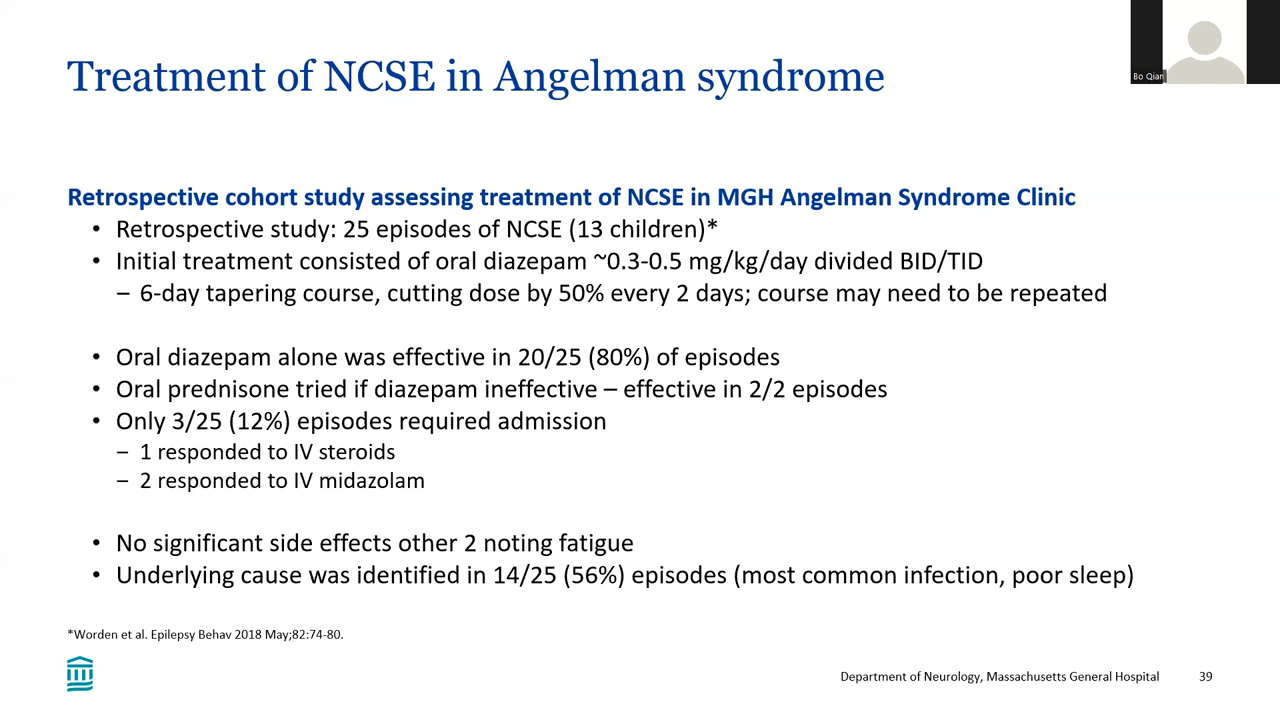 Treatment of NCSE in Angelman syndrome
Bo Qian
Retrospective cohort study assessing treatment of NCSE in MGH Angelman Syndrome Clinic
• Retrospective study: 25 episodes of NCSE (13 children)*
• Initial treatment consisted of oral diazepam ~0.3-0.5 mg/kg/day divided BID/TID
– 6-day tapering course, cutting dose by 50% every 2 days; course may need to be repeated
• Oral diazepam alone was effective in 20/25 (80%) of episodes
• Oral prednisone tried if diazepam ineffective – effective in 2/2 episodes
• Only 3/25 (12%) episodes required admission
– 1 responded to IV steroids
– 2 responded to IV midazolam
• No significant side effects other 2 noting fatigue
• Underlying cause was identified in 14/25 (56%) episodes (most common infection, poor sleep)
*Worden et al. Epilepsy Behav 2018 May;82:74-80.
Department of Neurology, Massachusetts General Hospital 39